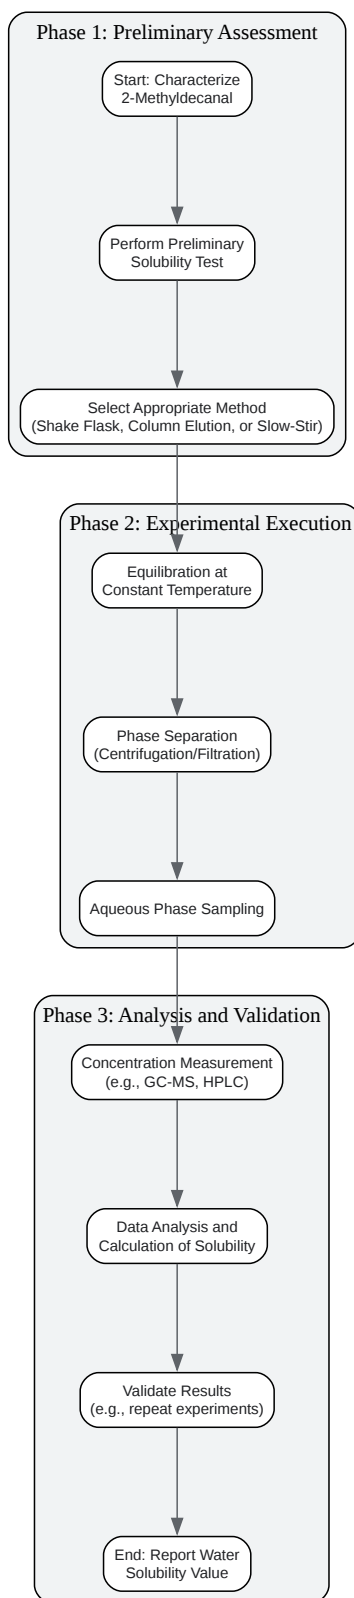 Phase 1: Preliminary Assessment
Start: Characterize
2-Methyldecanal
Perform Preliminary
Solubility Test
Select Appropriate Method
(Shake Flask, Column Elution, or Slow-Stir)
Phase 2: Experimental Execution
Equilibration at
Constant Temperature
Phase Separation
(Centrifugation/Filtration)
Aqueous Phase Sampling
Phase 3: Analysis and Validation
Concentration Measurement
(e.g., GC-MS, HPLC)
Data Analysis and
Calculation of Solubility
Validate Results
(e.g., repeat experiments)
End: Report Water
Solubility Value